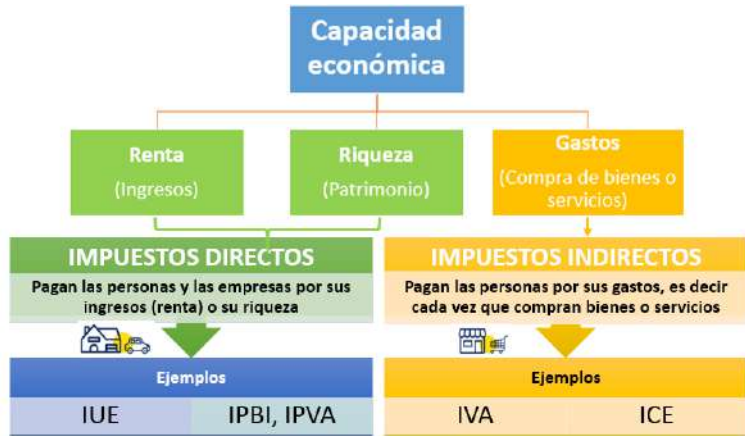 Capacidad
económica
Renta
(Ingresos)
Riqueza
(Patrimonio)
Gastos
(Compra de bienes o
servicios)
IMPUESTOS DIRECTOS
Pagan las personas y las empresas por sus
ingresos (renta) o su riqueza
IMPUESTOS INDIRECTOS
Pagan las personas por sus gastos, es decir
cada vez que compran bienes o servicios
Ejemplos
IUE
IPBI, IPVA
Ejemplos
IVA
ICE